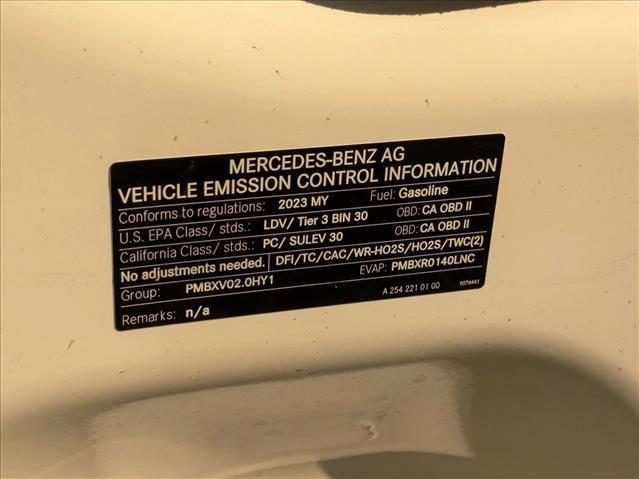 MERCEDES-BENZ AG
VEHICLE EMISSION CONTROL INFORMATION
Conforms to regulations: 2023 MY Fuel: Gasoline
U.S. EPA Class/ stds.: LDV/ Tier 3 BIN 30 OBD: CA OBD II
California Class/ stds.: PC/ SULEV 30 OBD: CA OBD II
No adjustments needed. DFI/TC/CAC/WR-HO2S/HO2S/TWC(2)
Group: PMBXV02.0HY1 EVAP: PMBXR0140LNC
Remarks: n/a A 254 221 01 00 9076441